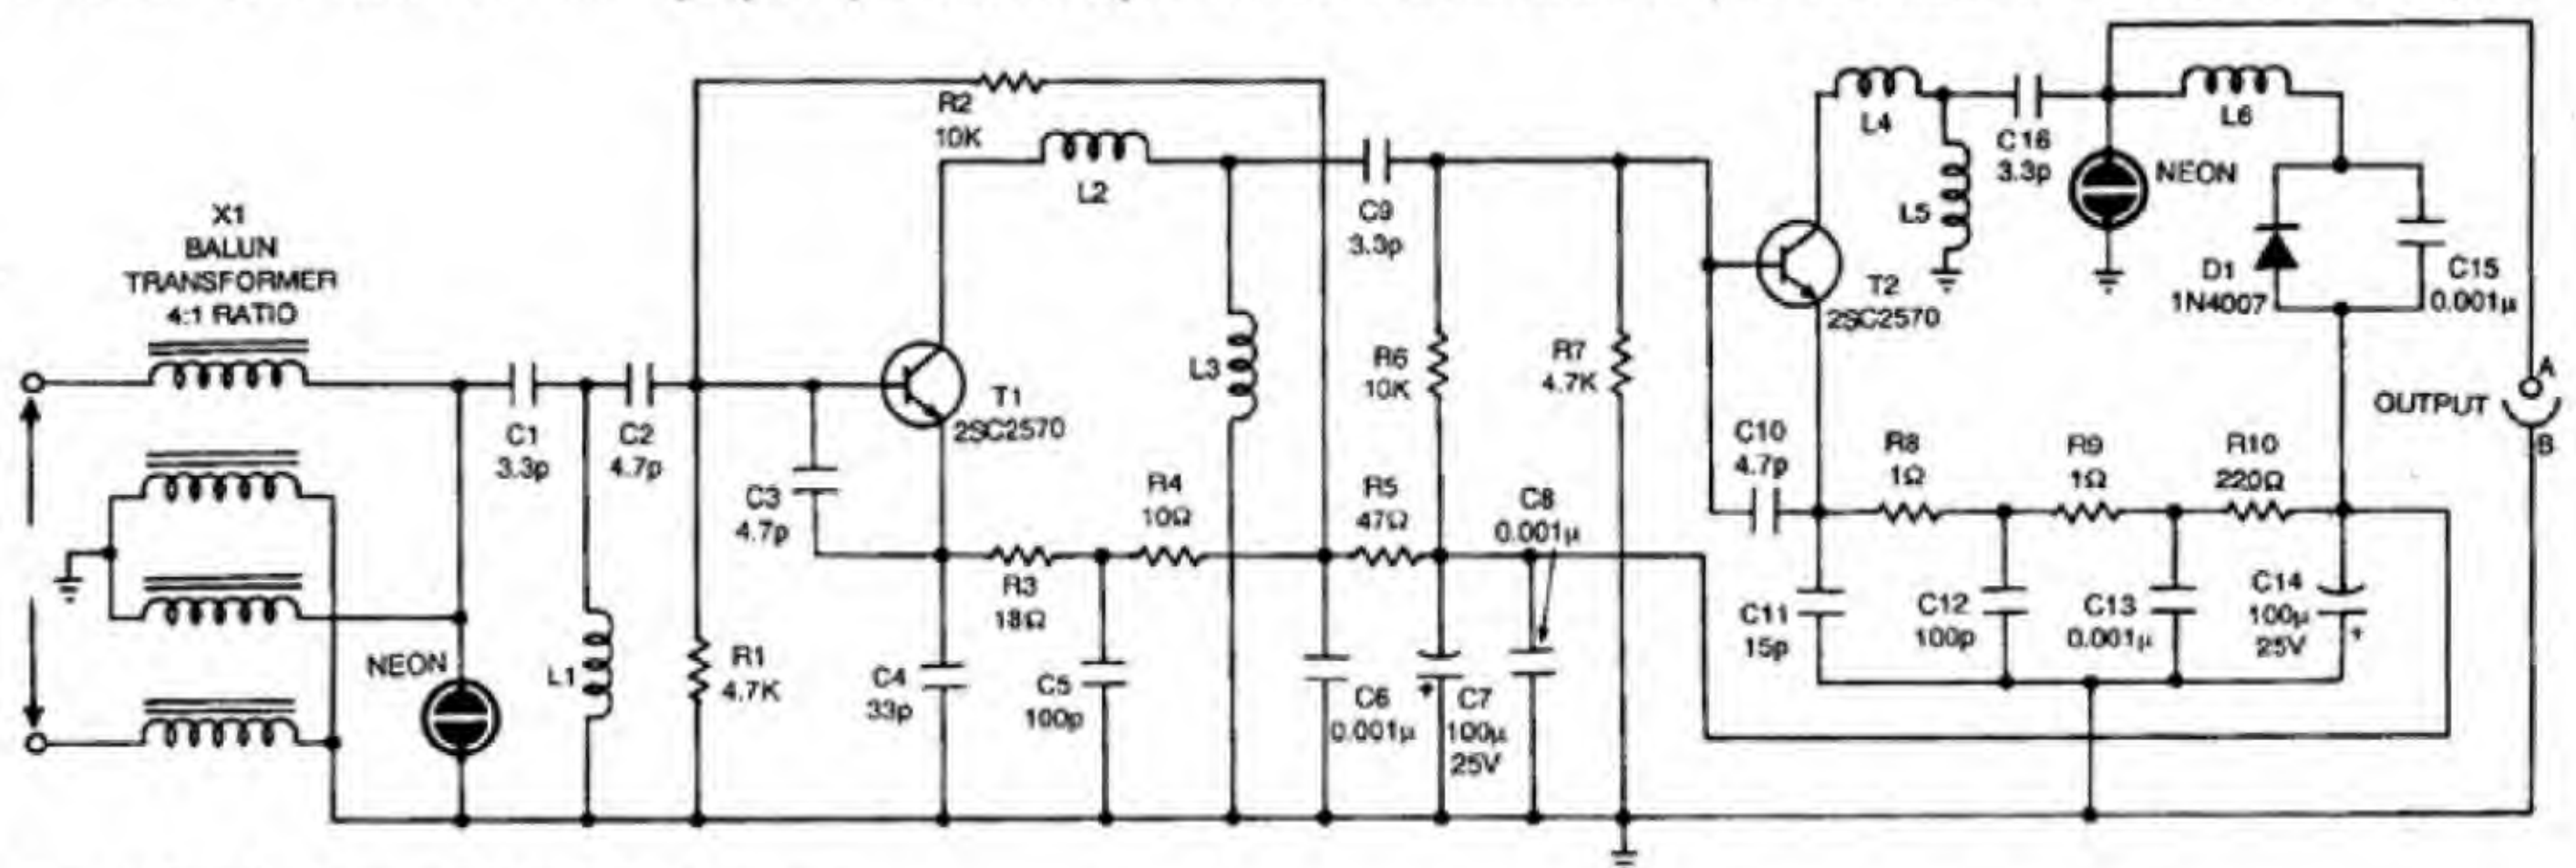 X1
BALUN
TRANSFORMER
4:1 RATIO
NEON
C1
3.3p
C2
4.7p
L1
R1
4.7K
R2
10K
L2
C3
4.7p
T1
2SC2570
R3
18Ω
C4
33p
C5
100p
R4
10Ω
L3
C9
3.3p
R5
47Ω
R6
10K
C6
0.001µ
+
C7
100µ
25V
C8
0.001µ
R7
4.7K
L4
L5
C16
3.3p
NEON
L6
T2
2SC2570
D1
1N4007
C15
0.001µ
C10
4.7p
R8
1Ω
R9
1Ω
R10
220Ω
C11
15p
C12
100p
C13
0.001µ
C14
100µ
25V
+
OUTPUT
A
B